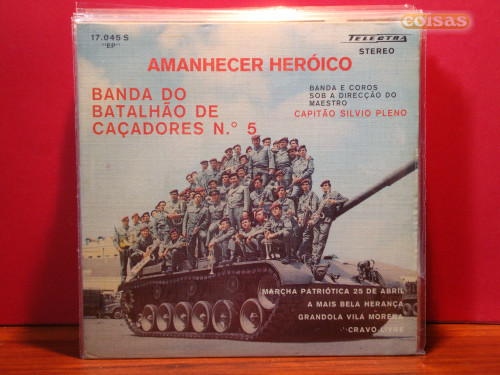 coisas
17.045 S
"EP"
TELECTRA
STEREO
AMANHECER HERÓICO
BANDA DO
BATALHÃO DE
CAÇADORES N.º 5
BANDA E COROS
SOB A DIRECÇÃO DO
MAESTRO
CAPITÃO SILVIO PLENO
MARCHA PATRIÓTICA 25 DE ABRIL
A MAIS BELA HERANÇA
GRANDOLA VILA MORENA
CRAVO LIVRE